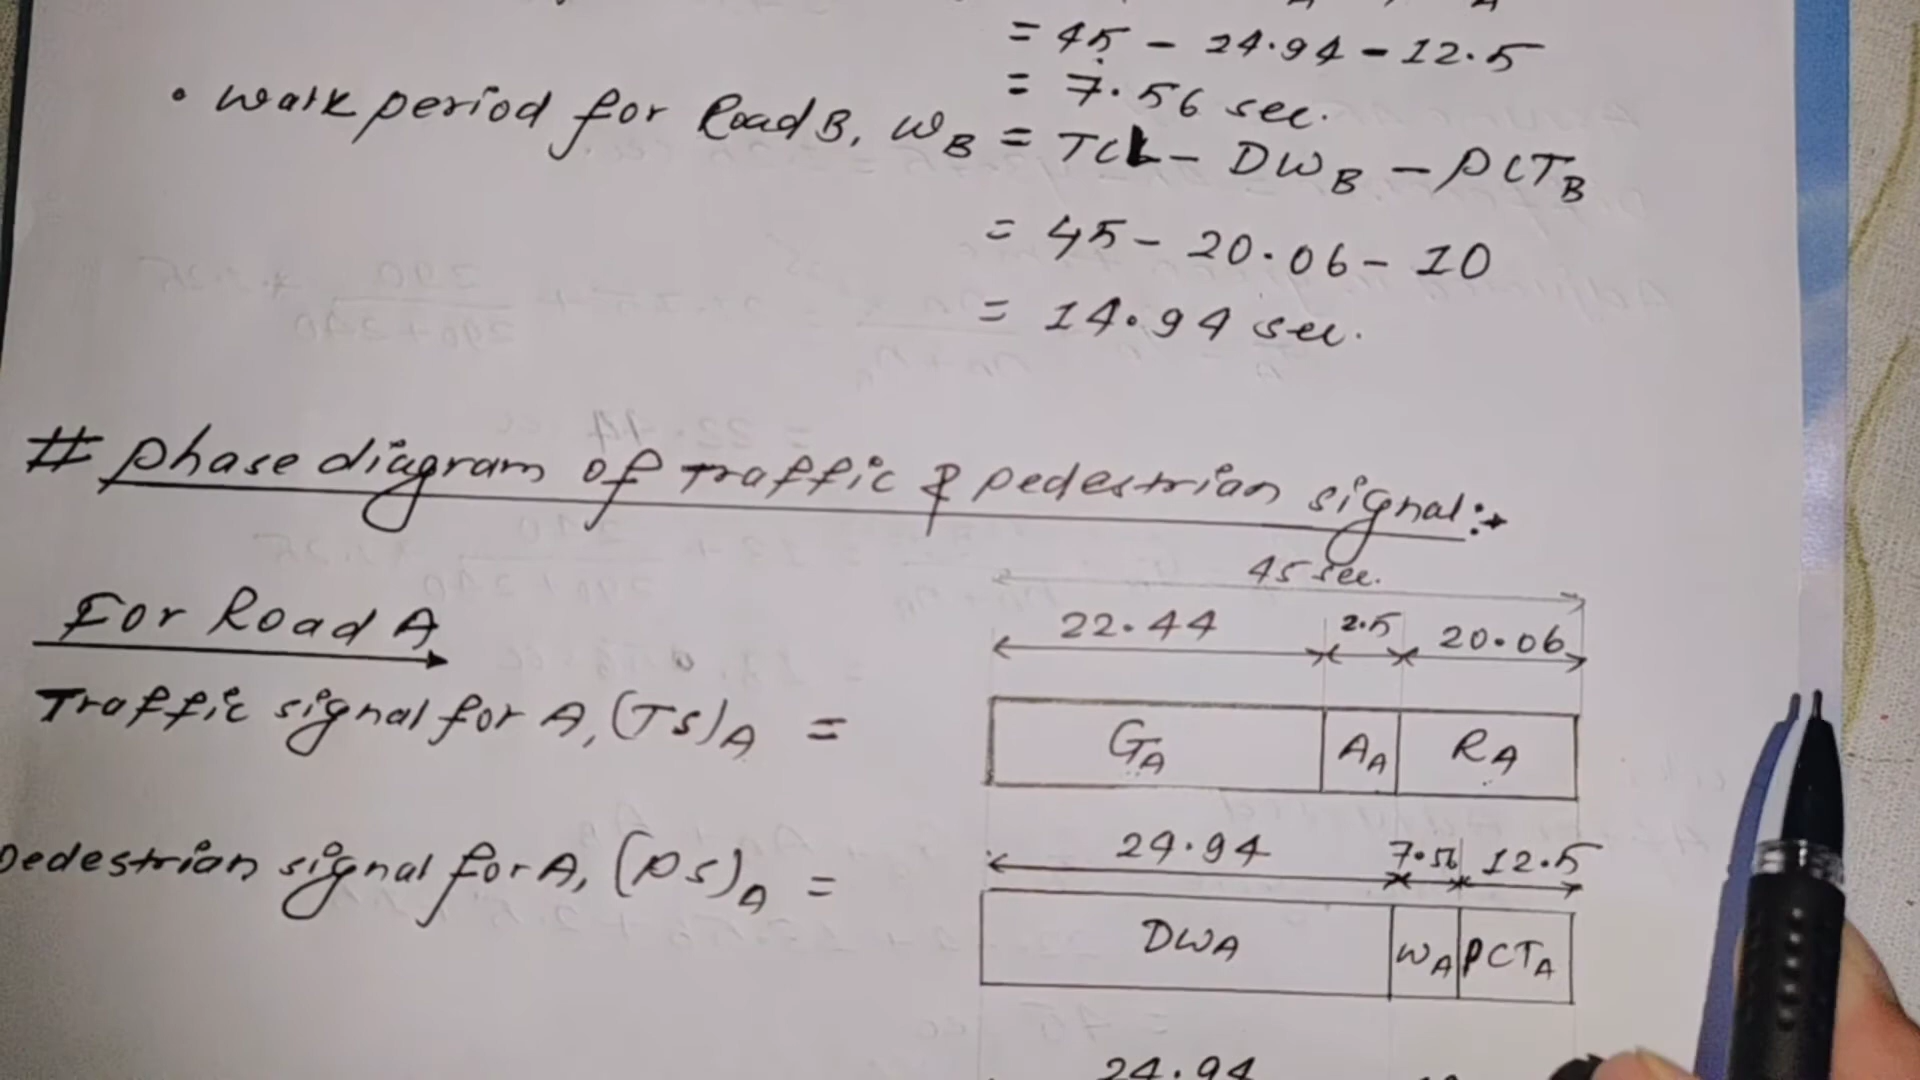 = 45 - 24.94 - 12.5
= 7.56 sec.
• Walk period for Road B, WB = TCL - DWB - PCTB
= 45 - 20.06 - 10
= 14.94 sec.
# Phase diagram of Traffic & pedestrian signal:→
45 sec.
For Road A
22.44 2.5 20.06
Traffic signal for A, (TS)A =
GA AA RA
24.94 7.56 12.5
Pedestrian signal for A, (PS)A =
DWA WA PCTA
24.94